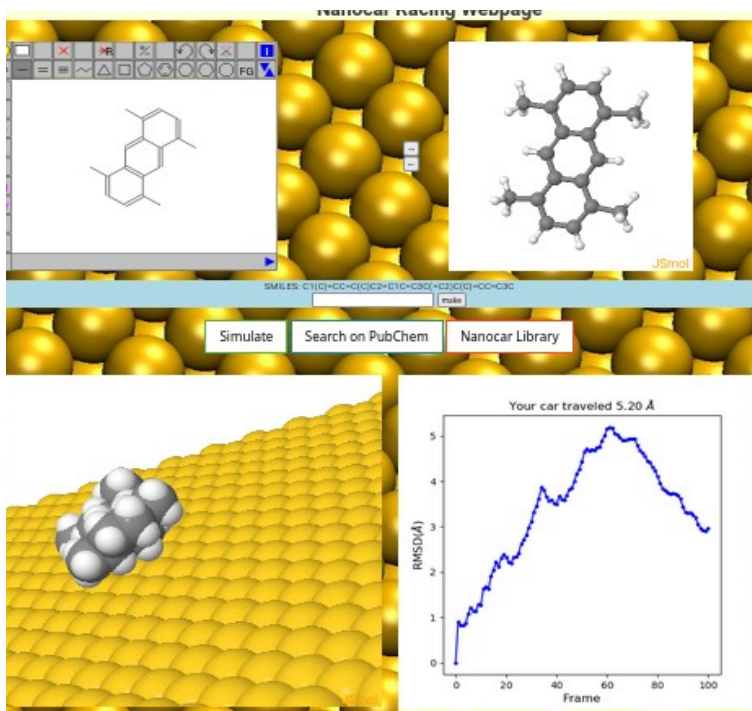 Nanocar Racing Webpage
FG
JSmol
SMILES: C1(C)=CC=C(C)C2=C1C=C3C(=C2)C(C)=CC=C3C
make
Simulate
Search on PubChem
Nanocar Library
JSmol
Your car traveled 5.20 Å
RMSD(Å)
5
4
3
2
1
0
0
20
40
60
80
100
Frame